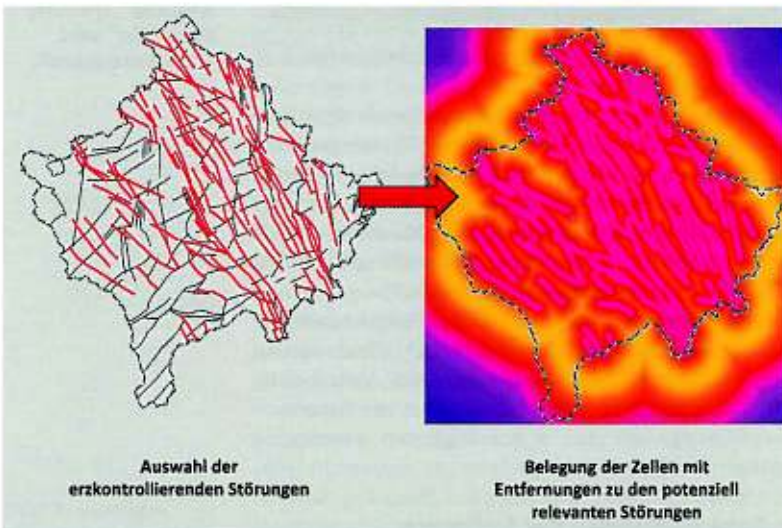 Auswahl der
erzkontrollierenden Störungen
Belegung der Zellen mit
Entfernungen zu den potenziell
relevanten Störungen